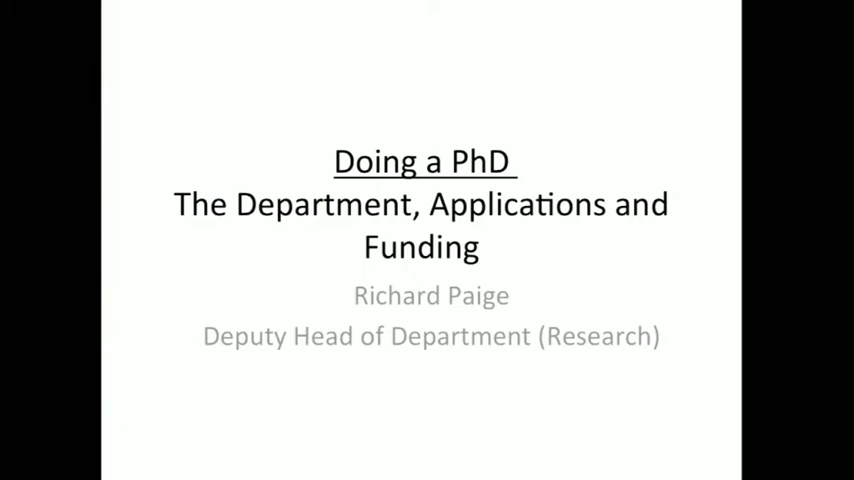 Doing a PhD
The Department, Applications and
Funding
Richard Paige
Deputy Head of Department (Research)